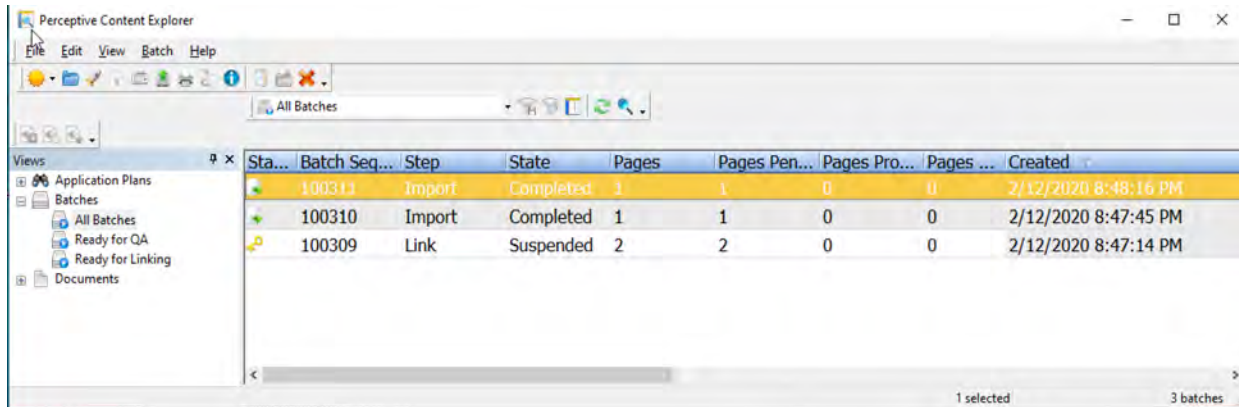 Perceptive Content Explorer
File Edit View Batch Help
All Batches
Views
Sta... Batch Seq... Step State Pages Pages Pen... Pages Pro... Pages ... Created
Application Plans
Batches
All Batches
Ready for QA
Ready for Linking
Documents
100311 Import Completed 1 1 0 0 2/12/2020 8:48:16 PM
100310 Import Completed 1 1 0 0 2/12/2020 8:47:45 PM
100309 Link Suspended 2 2 0 0 2/12/2020 8:47:14 PM
1 selected 3 batches